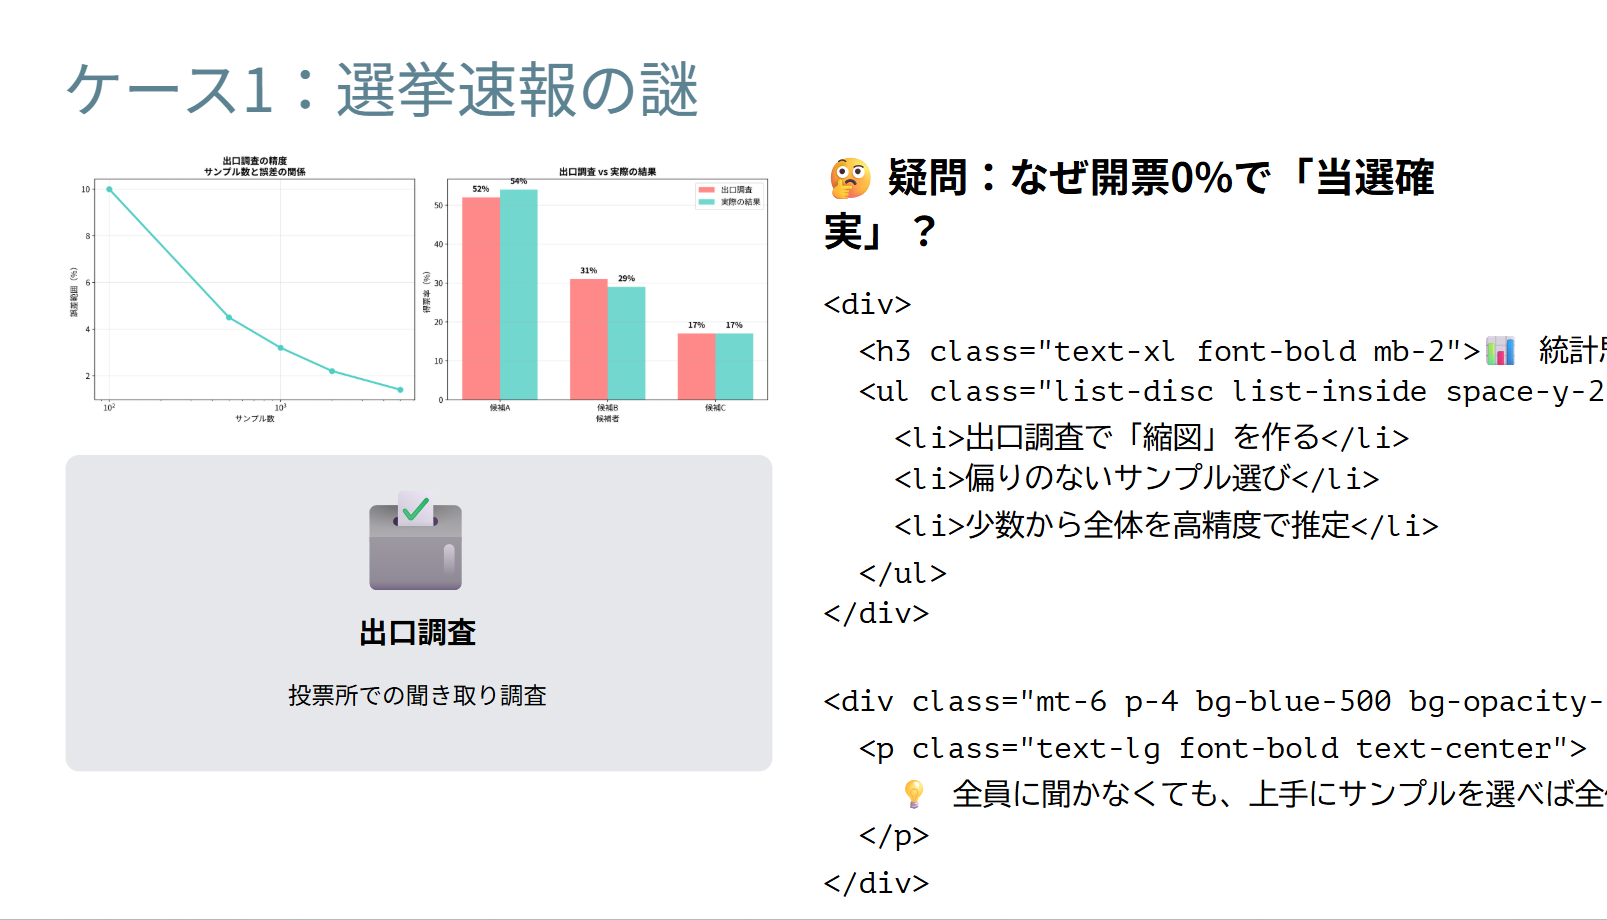 ケース1：選挙速報の謎
出口調査の精度
サンプル数と誤差の関係
誤差範囲 (%)
10
8
6
4
2
10²
10³
サンプル数
出口調査 vs 実際の結果
出口調査
実際の結果
得票率 (%)
50
40
30
20
10
0
52%
54%
31%
29%
17%
17%
候補A
候補B
候補C
候補者
出口調査
投票所での聞き取り調査
🤔 疑問：なぜ開票0%で「当選確
実」？
<div>
<h3 class="text-xl font-bold mb-2">📊 統計
<ul class="list-disc list-inside space-y-2
<li>出口調査で「縮図」を作る</li>
<li>偏りのないサンプル選び</li>
<li>少数から全体を高精度で推定</li>
</ul>
</div>
<div class="mt-6 p-4 bg-blue-500 bg-opacity-
<p class="text-lg font-bold text-center">
💡 全員に聞かなくても、上手にサンプルを選べば全
</p>
</div>